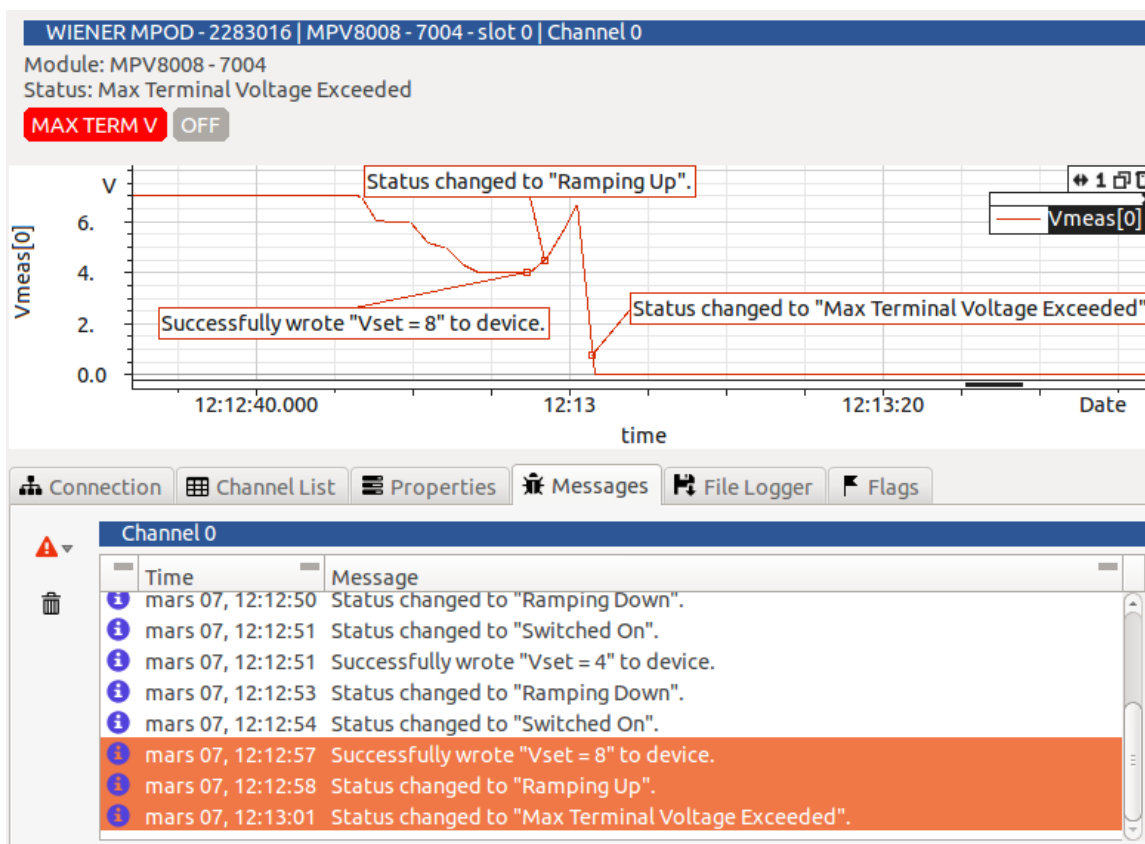 WIENER MPOD - 2283016 | MPV8008 - 7004 - slot 0 | Channel 0
Module: MPV8008 - 7004
Status: Max Terminal Voltage Exceeded
MAX TERM V OFF
V
Status changed to "Ramping Up".
1
Vmeas[0]
6.
4.
2.
0.0
Vmeas[0]
Successfully wrote "Vset = 8" to device.
Status changed to "Max Terminal Voltage Exceeded"
12:12:40.000 12:13 12:13:20 Date
time
Connection Channel List Properties Messages File Logger Flags
Channel 0
Time Message
mars 07, 12:12:50 Status changed to "Ramping Down".
mars 07, 12:12:51 Status changed to "Switched On".
mars 07, 12:12:51 Successfully wrote "Vset = 4" to device.
mars 07, 12:12:53 Status changed to "Ramping Down".
mars 07, 12:12:54 Status changed to "Switched On".
mars 07, 12:12:57 Successfully wrote "Vset = 8" to device.
mars 07, 12:12:58 Status changed to "Ramping Up".
mars 07, 12:13:01 Status changed to "Max Terminal Voltage Exceeded".